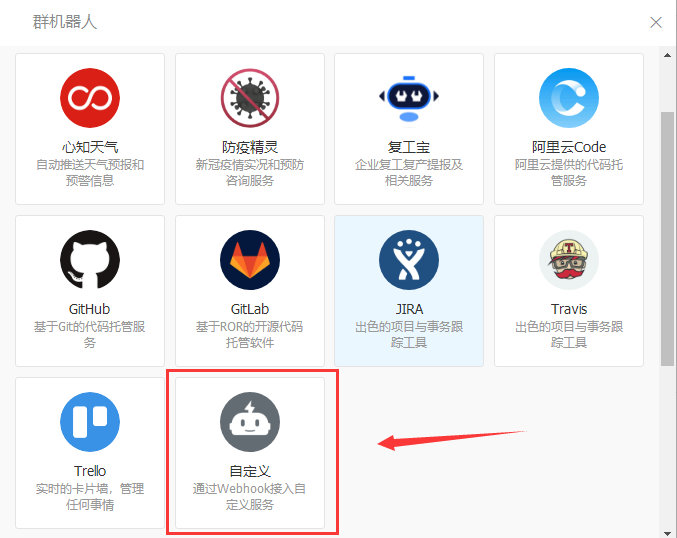 群机器人
心知天气
自动推送天气预报和
预警信息
防疫精灵
新冠疫情实况和预防
咨询服务
复工宝
企业复工复产提报及
相关服务
阿里云Code
阿里云提供的代码托
管服务
GitHub
基于Git的代码托管服
务
GitLab
基于ROR的开源代码
托管软件
JIRA
出色的项目与事务跟
踪工具
Travis
出色的项目与事务跟
踪工具
Trello
实时的卡片墙，管理
任何事情
自定义
通过Webhook接入自
定义服务